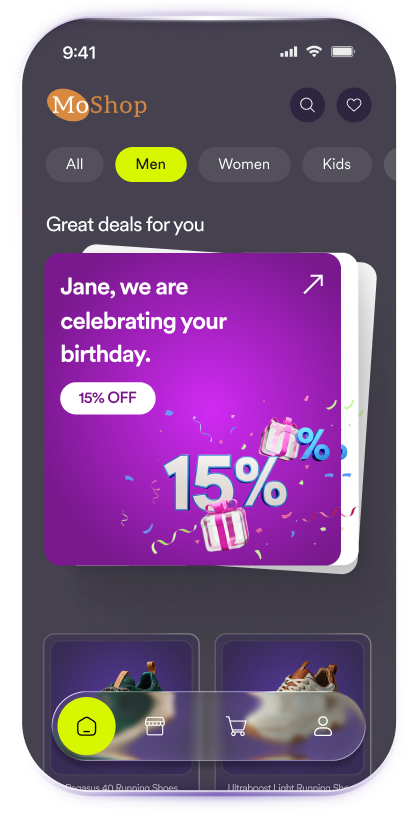 9:41
MoShop
All Men Women Kids
Great deals for you
Jane, we are
celebrating your
birthday.
15% OFF
%
15%
Pegasus 40 Running Shoes Ultraboost Light Running Sho